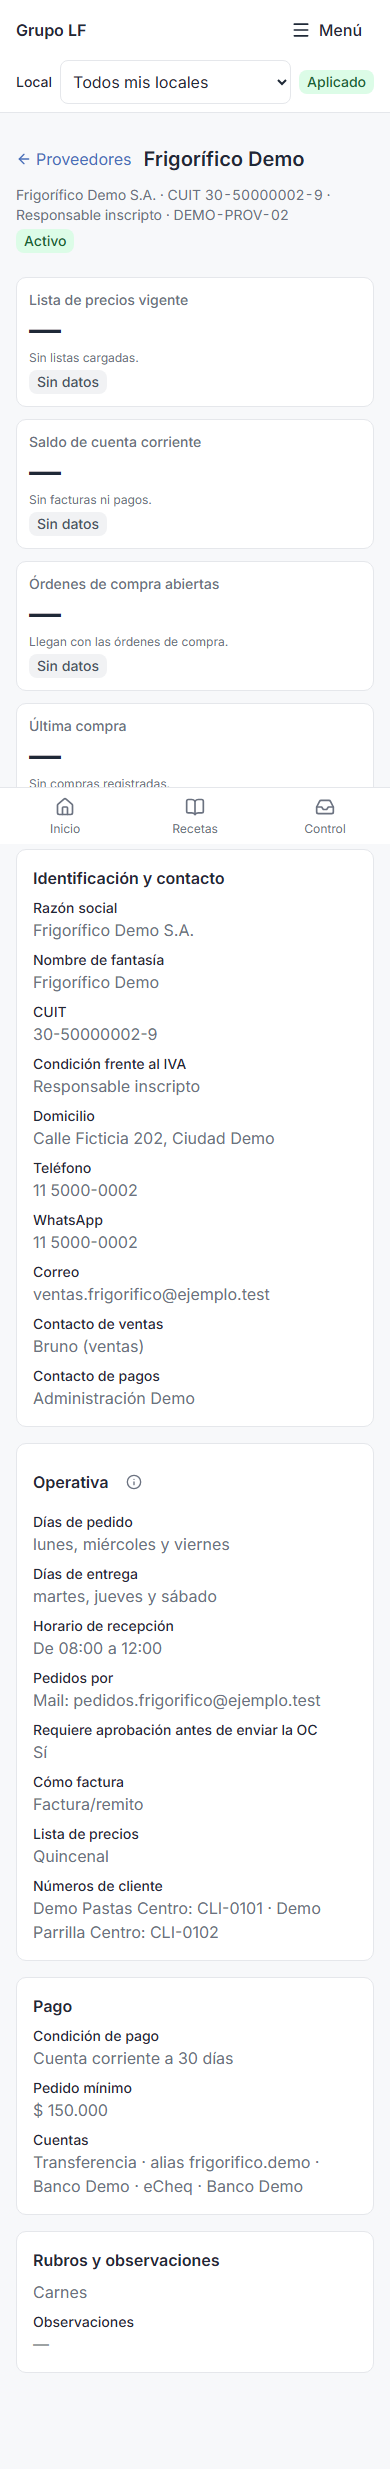 Grupo LF
Menú
Local
Todos mis locales
Aplicado
Proveedores
Frigorífico Demo
Frigorífico Demo S.A. · CUIT 30-50000002-9 ·
Responsable inscripto · DEMO-PROV-02
Activo
Lista de precios vigente
—
Sin listas cargadas.
Sin datos
Saldo de cuenta corriente
—
Sin facturas ni pagos.
Sin datos
Órdenes de compra abiertas
—
Llegan con las órdenes de compra.
Sin datos
Última compra
—
Sin compras registradas.
Inicio
Recetas
Control
Identificación y contacto
Razón social
Frigorífico Demo S.A.
Nombre de fantasía
Frigorífico Demo
CUIT
30-50000002-9
Condición frente al IVA
Responsable inscripto
Domicilio
Calle Ficticia 202, Ciudad Demo
Teléfono
11 5000-0002
WhatsApp
11 5000-0002
Correo
ventas.frigorifico@ejemplo.test
Contacto de ventas
Bruno (ventas)
Contacto de pagos
Administración Demo
Operativa
Días de pedido
lunes, miércoles y viernes
Días de entrega
martes, jueves y sábado
Horario de recepción
De 08:00 a 12:00
Pedidos por
Mail: pedidos.frigorifico@ejemplo.test
Requiere aprobación antes de enviar la OC
Sí
Cómo factura
Factura/remito
Lista de precios
Quincenal
Números de cliente
Demo Pastas Centro: CLI-0101 · Demo
Parrilla Centro: CLI-0102
Pago
Condición de pago
Cuenta corriente a 30 días
Pedido mínimo
$ 150.000
Cuentas
Transferencia · alias frigorifico.demo ·
Banco Demo · eCheq · Banco Demo
Rubros y observaciones
Carnes
Observaciones
—